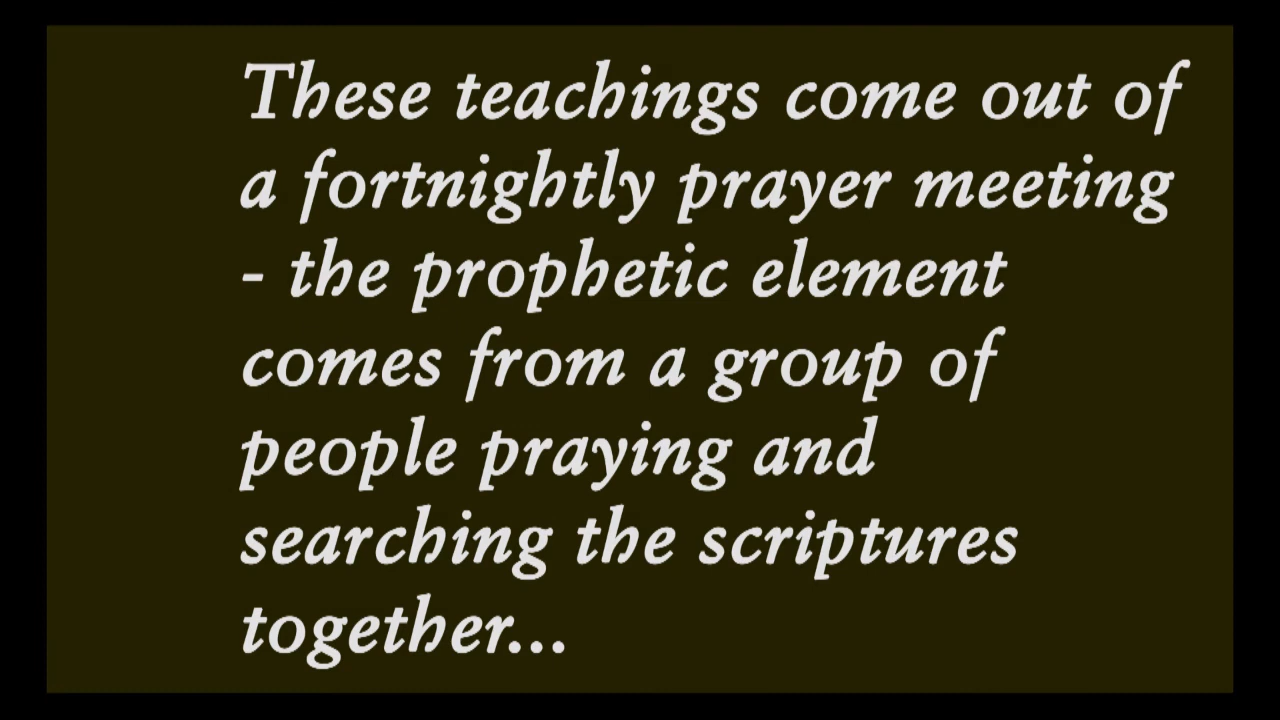 These teachings come out of
a fortnightly prayer meeting
- the prophetic element
comes from a group of
people praying and
searching the scriptures
together...